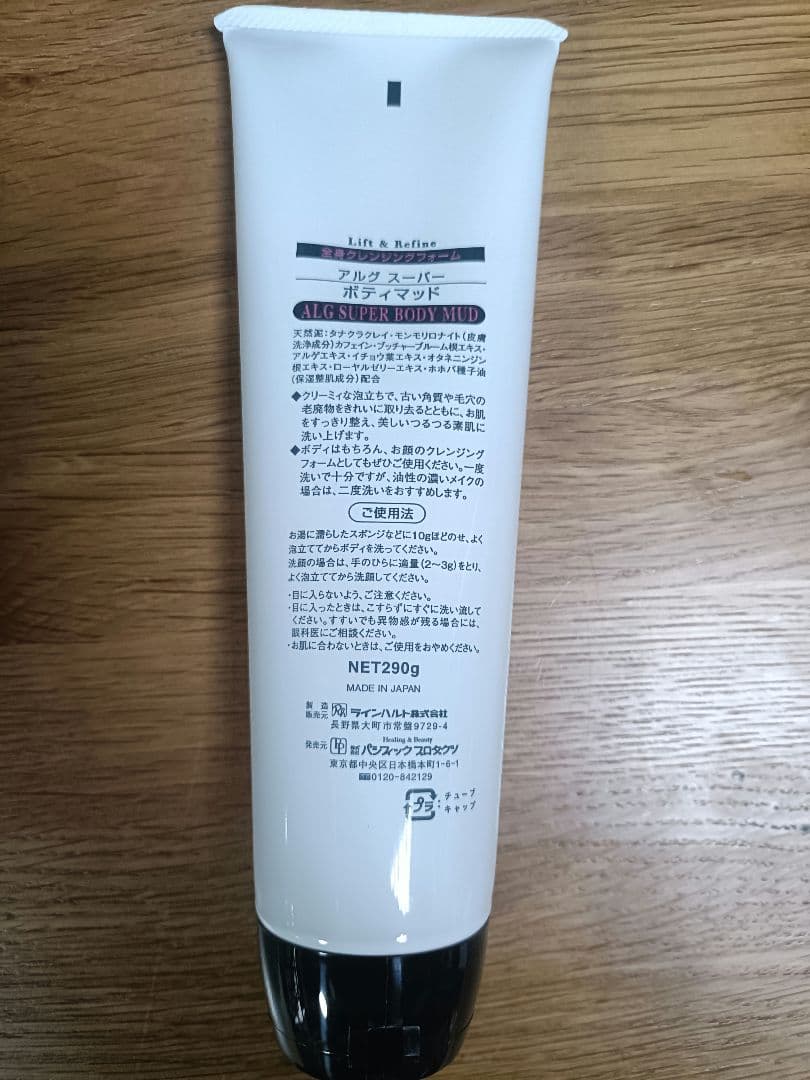 Lift & Refine
全身クレンジングフォーム
アルグ スーパー
ボディマッド
ALG SUPER BODY MUD
天然泥:タナクラクレイ・モンモリロナイト(皮膚
洗浄成分)カフェイン・ブッチャーブルーム根エキス・
アルゲエキス・イチョウ葉エキス・オタネニンジン
根エキス・ローヤルゼリーエキス・ホホバ種子油
(保湿整肌成分)配合
◆クリーミィな泡立ちで、古い角質や毛穴の
老廃物をきれいに取り去るとともに、お肌
をすっきり整え、美しいつるつる素肌に
洗い上げます。
◆ボディはもちろん、お顔のクレンジング
フォームとしてもぜひご使用ください。一度
洗いで十分ですが、油性の濃いメイクの
場合は、二度洗いをおすすめします。
ご使用法
お湯に濡らしたスポンジなどに10gほどのせ、よく
泡立ててからボディを洗ってください。
洗顔の場合は、手のひらに適量(2〜3g)をとり、
よく泡立ててから洗顔してください。
・目に入らないよう、ご注意ください。
・目に入ったときは、こすらずにすぐに洗い流して
ください。すすいでも異物感が残る場合には、
眼科医にご相談ください。
・お肌に合わないときは、ご使用をおやめください。
NET290g
MADE IN JAPAN
製造
販売元 ラインハルト株式会社
長野県大町市常盤9729-4
Healing & Beauty
発売元 株式会社 パシフィックプロダクツ
東京都中央区日本橋本町1-6-1
0120-842129
プラ : チューブ
キャップ